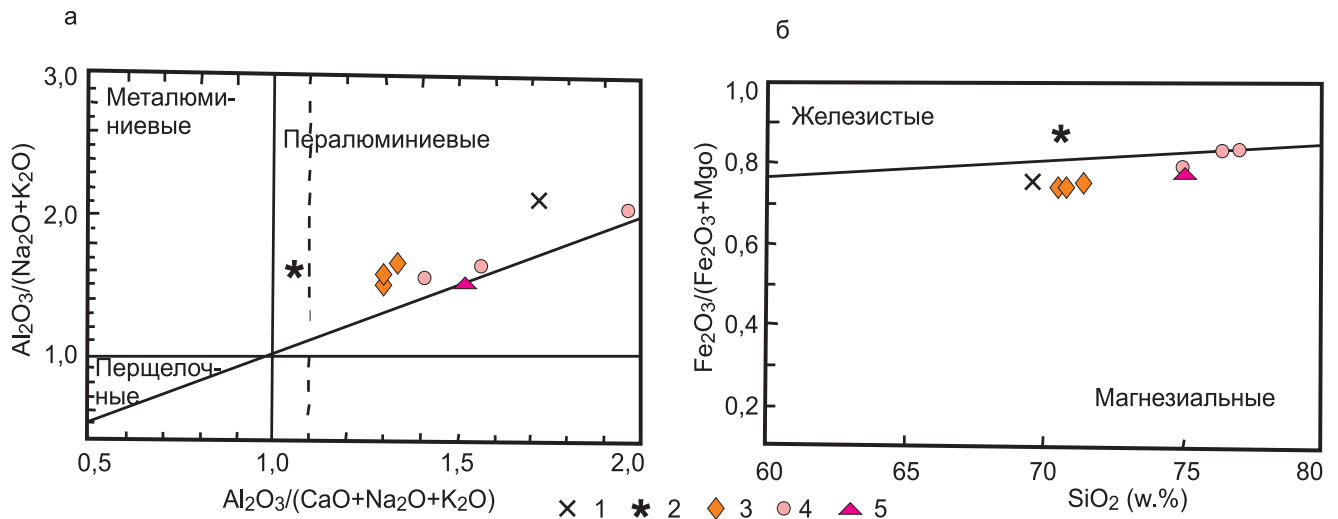 а
б
3,0
2,0
1,0
Al₂O₃/(Na₂O+K₂O)
Металюми-
ниевые
Пералюминиевые
Перщелоч-
ные
0,5
1,0
1,5
2,0
Al₂O₃/(CaO+Na₂O+K₂O)
1,0
0,8
0,6
0,4
0,2
Fe₂O₃/(Fe₂O₃+Mgo)
Железистые
Магнезиальные
60
65
70
75
80
SiO₂ (w.%)
1 2 3 4 5